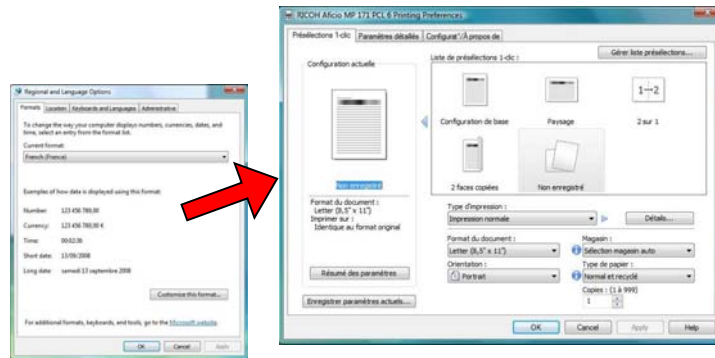 Regional and Language Options
Formats Location Keyboards and Languages Administrative
To change the way your computer displays numbers, currencies, dates, and
time, select an entry from the format list.
Current format:
French (France)
Examples of how data is displayed using this format:
Number: 123 456 789,00
Currency: 123 456 789,00 €
Time: 00:02:36
Short date: 13/09/2008
Long date: samedi 13 septembre 2008
Customize this format...
For additional formats, keyboards, and tools, go to the Microsoft website.
OK Cancel Apply
RICOH Aficio MP 171 PCL 6 Printing Preferences
Présélections 1-clic Paramètres détaillés Configurat°/À propos de
Configuration actuelle
Non enregistré
Format du document :
Letter (8,5" x 11")
Imprimer sur :
Identique au format original
Résumé des paramètres
Enregistrer paramètres actuels...
Liste de présélections 1-clic :
Gérer liste présélections...
Configuration de base Paysage 2 sur 1
1→2
2 faces copiées Non enregistré
Type d'impression :
Impression normale Détails...
Format du document : Magasin :
Letter (8,5" x 11") Sélection magasin auto
Orientation : Type de papier :
Portrait Normal et recyclé
Copies : (1 à 999)
1
OK Cancel Apply Help